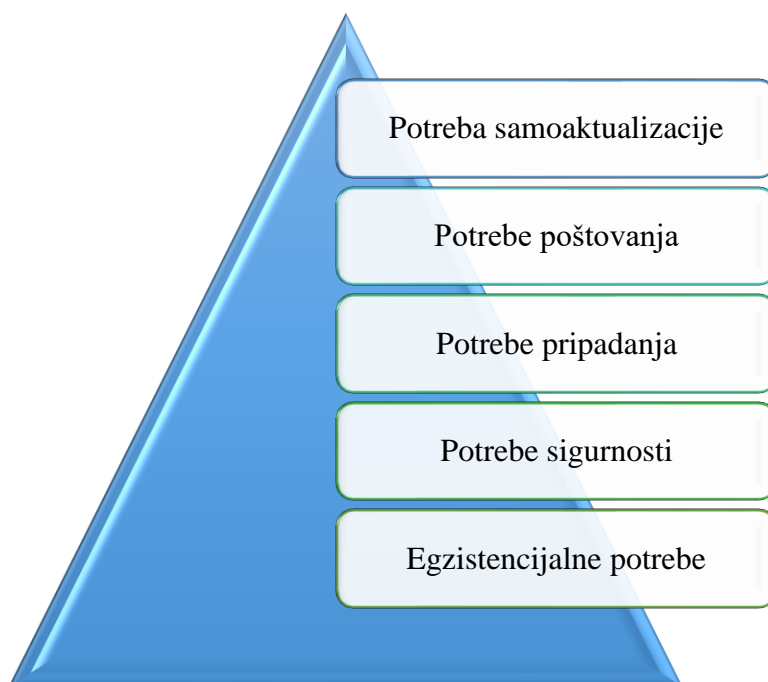 Potreba samoaktualizacije
Potrebe poštovanja
Potrebe pripadanja
Potrebe sigurnosti
Egzistencijalne potrebe